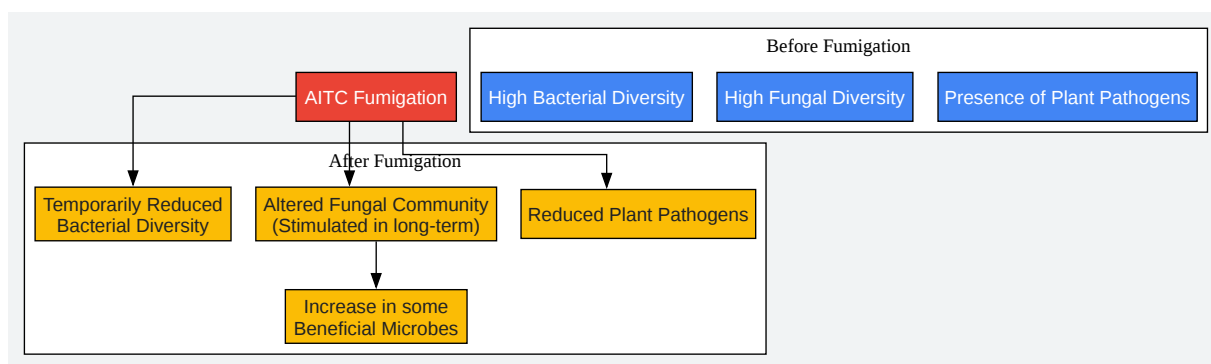 Before Fumigation
AITC Fumigation
High Bacterial Diversity
High Fungal Diversity
Presence of Plant Pathogens
After Fumigation
Temporarily Reduced
Bacterial Diversity
Altered Fungal Community
(Stimulated in long-term)
Reduced Plant Pathogens
Increase in some
Beneficial Microbes